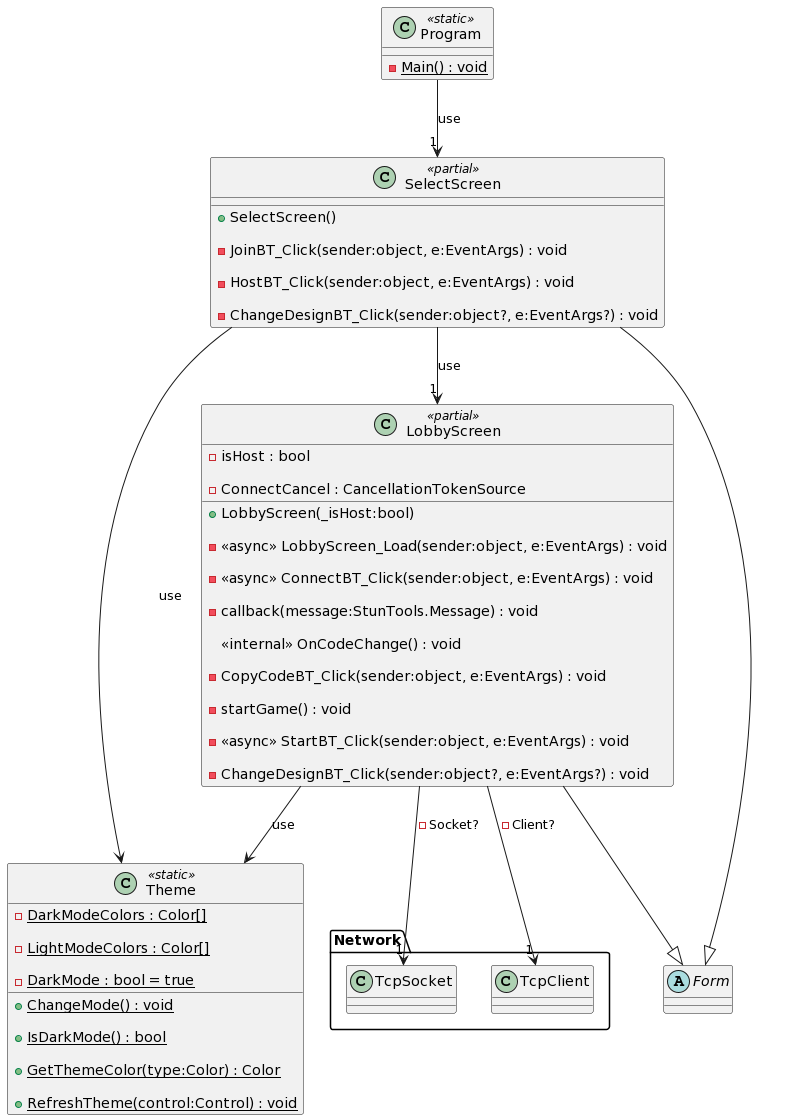 C
«static»
Program
Main() : void
use
1
C
«partial»
SelectScreen
SelectScreen()
JoinBT_Click(sender:object, e:EventArgs) : void
HostBT_Click(sender:object, e:EventArgs) : void
ChangeDesignBT_Click(sender:object?, e:EventArgs?) : void
use
1
C
«partial»
LobbyScreen
isHost : bool
ConnectCancel : CancellationTokenSource
LobbyScreen(_isHost:bool)
«async» LobbyScreen_Load(sender:object, e:EventArgs) : void
«async» ConnectBT_Click(sender:object, e:EventArgs) : void
use
callback(message:StunTools.Message) : void
«internal» OnCodeChange() : void
CopyCodeBT_Click(sender:object, e:EventArgs) : void
startGame() : void
«async» StartBT_Click(sender:object, e:EventArgs) : void
ChangeDesignBT_Click(sender:object?, e:EventArgs?) : void
use
Socket?
Client?
C
«static»
Theme
DarkModeColors : Color[]
LightModeColors : Color[]
DarkMode : bool = true
ChangeMode() : void
IsDarkMode() : bool
GetThemeColor(type:Color) : Color
RefreshTheme(control:Control) : void
Network
1
1
C TcpSocket
C TcpClient
A Form